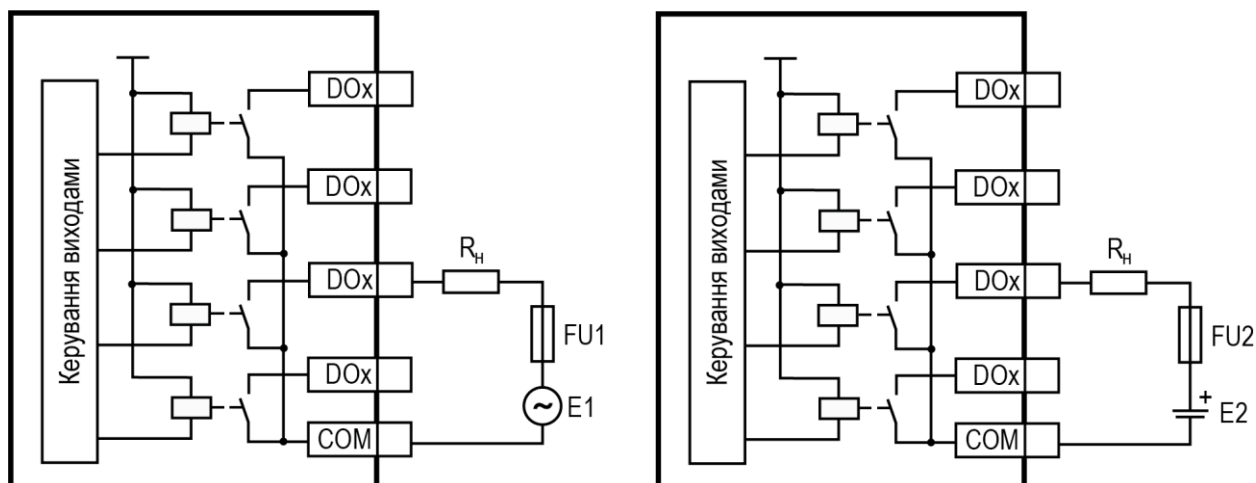 Керування виходами
DOx
DOx
DOx
DOx
COM
Rн
FU1
~
E1
Керування виходами
DOx
DOx
DOx
DOx
COM
Rн
FU2
+
E2